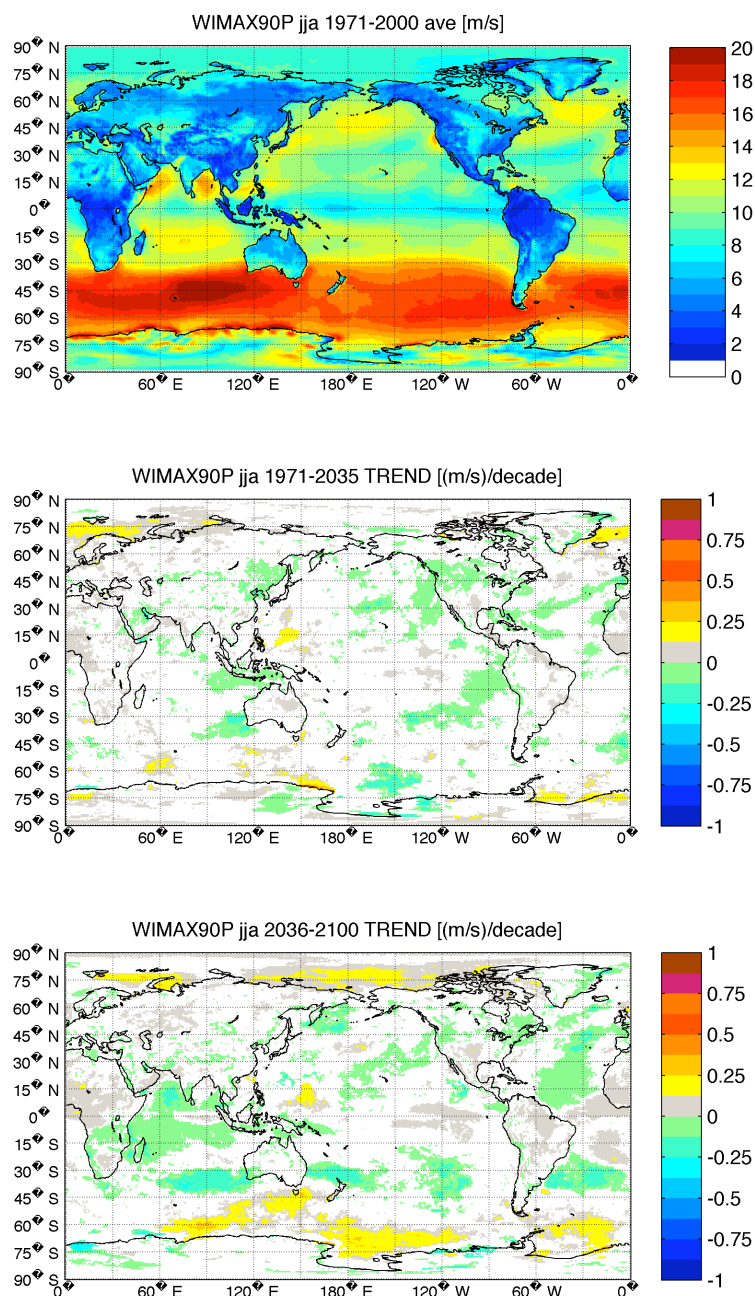 WIMAX90P jja 1971-2000 ave [m/s]
90� N
75� N
60� N
45� N
30� N
15� N
0�
15� S
30� S
45� S
60� S
75� S
90� S
0� 60� E 120� E 180� E 120� W 60� W 0�
20
18
16
14
12
10
8
6
4
2
0
WIMAX90P jja 1971-2035 TREND [(m/s)/decade]
90� N
75� N
60� N
45� N
30� N
15� N
0�
15� S
30� S
45� S
60� S
75� S
90� S
0� 60� E 120� E 180� E 120� W 60� W 0�
1
0.75
0.5
0.25
0
-0.25
-0.5
-0.75
-1
WIMAX90P jja 2036-2100 TREND [(m/s)/decade]
90� N
75� N
60� N
45� N
30� N
15� N
0�
15� S
30� S
45� S
60� S
75� S
90� S
0� 60� E 120� E 180� E 120� W 60� W 0�
1
0.75
0.5
0.25
0
-0.25
-0.5
-0.75
-1